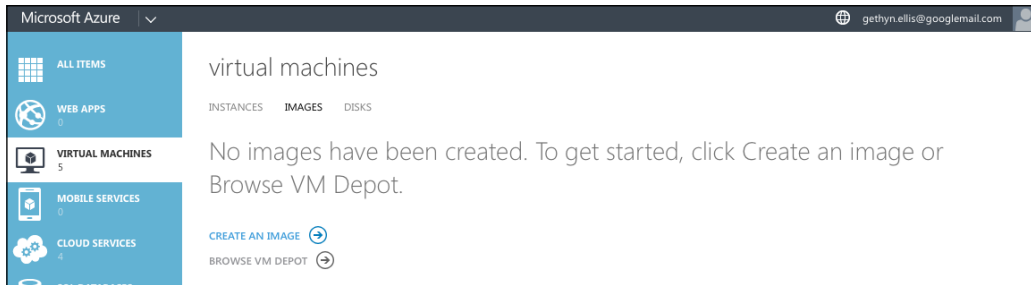 Microsoft Azure
gethyn.ellis@googlemail.com
ALL ITEMS
WEB APPS
0
VIRTUAL MACHINES
5
MOBILE SERVICES
0
CLOUD SERVICES
4
virtual machines
INSTANCES IMAGES DISKS
No images have been created. To get started, click Create an image or
Browse VM Depot.
CREATE AN IMAGE
BROWSE VM DEPOT